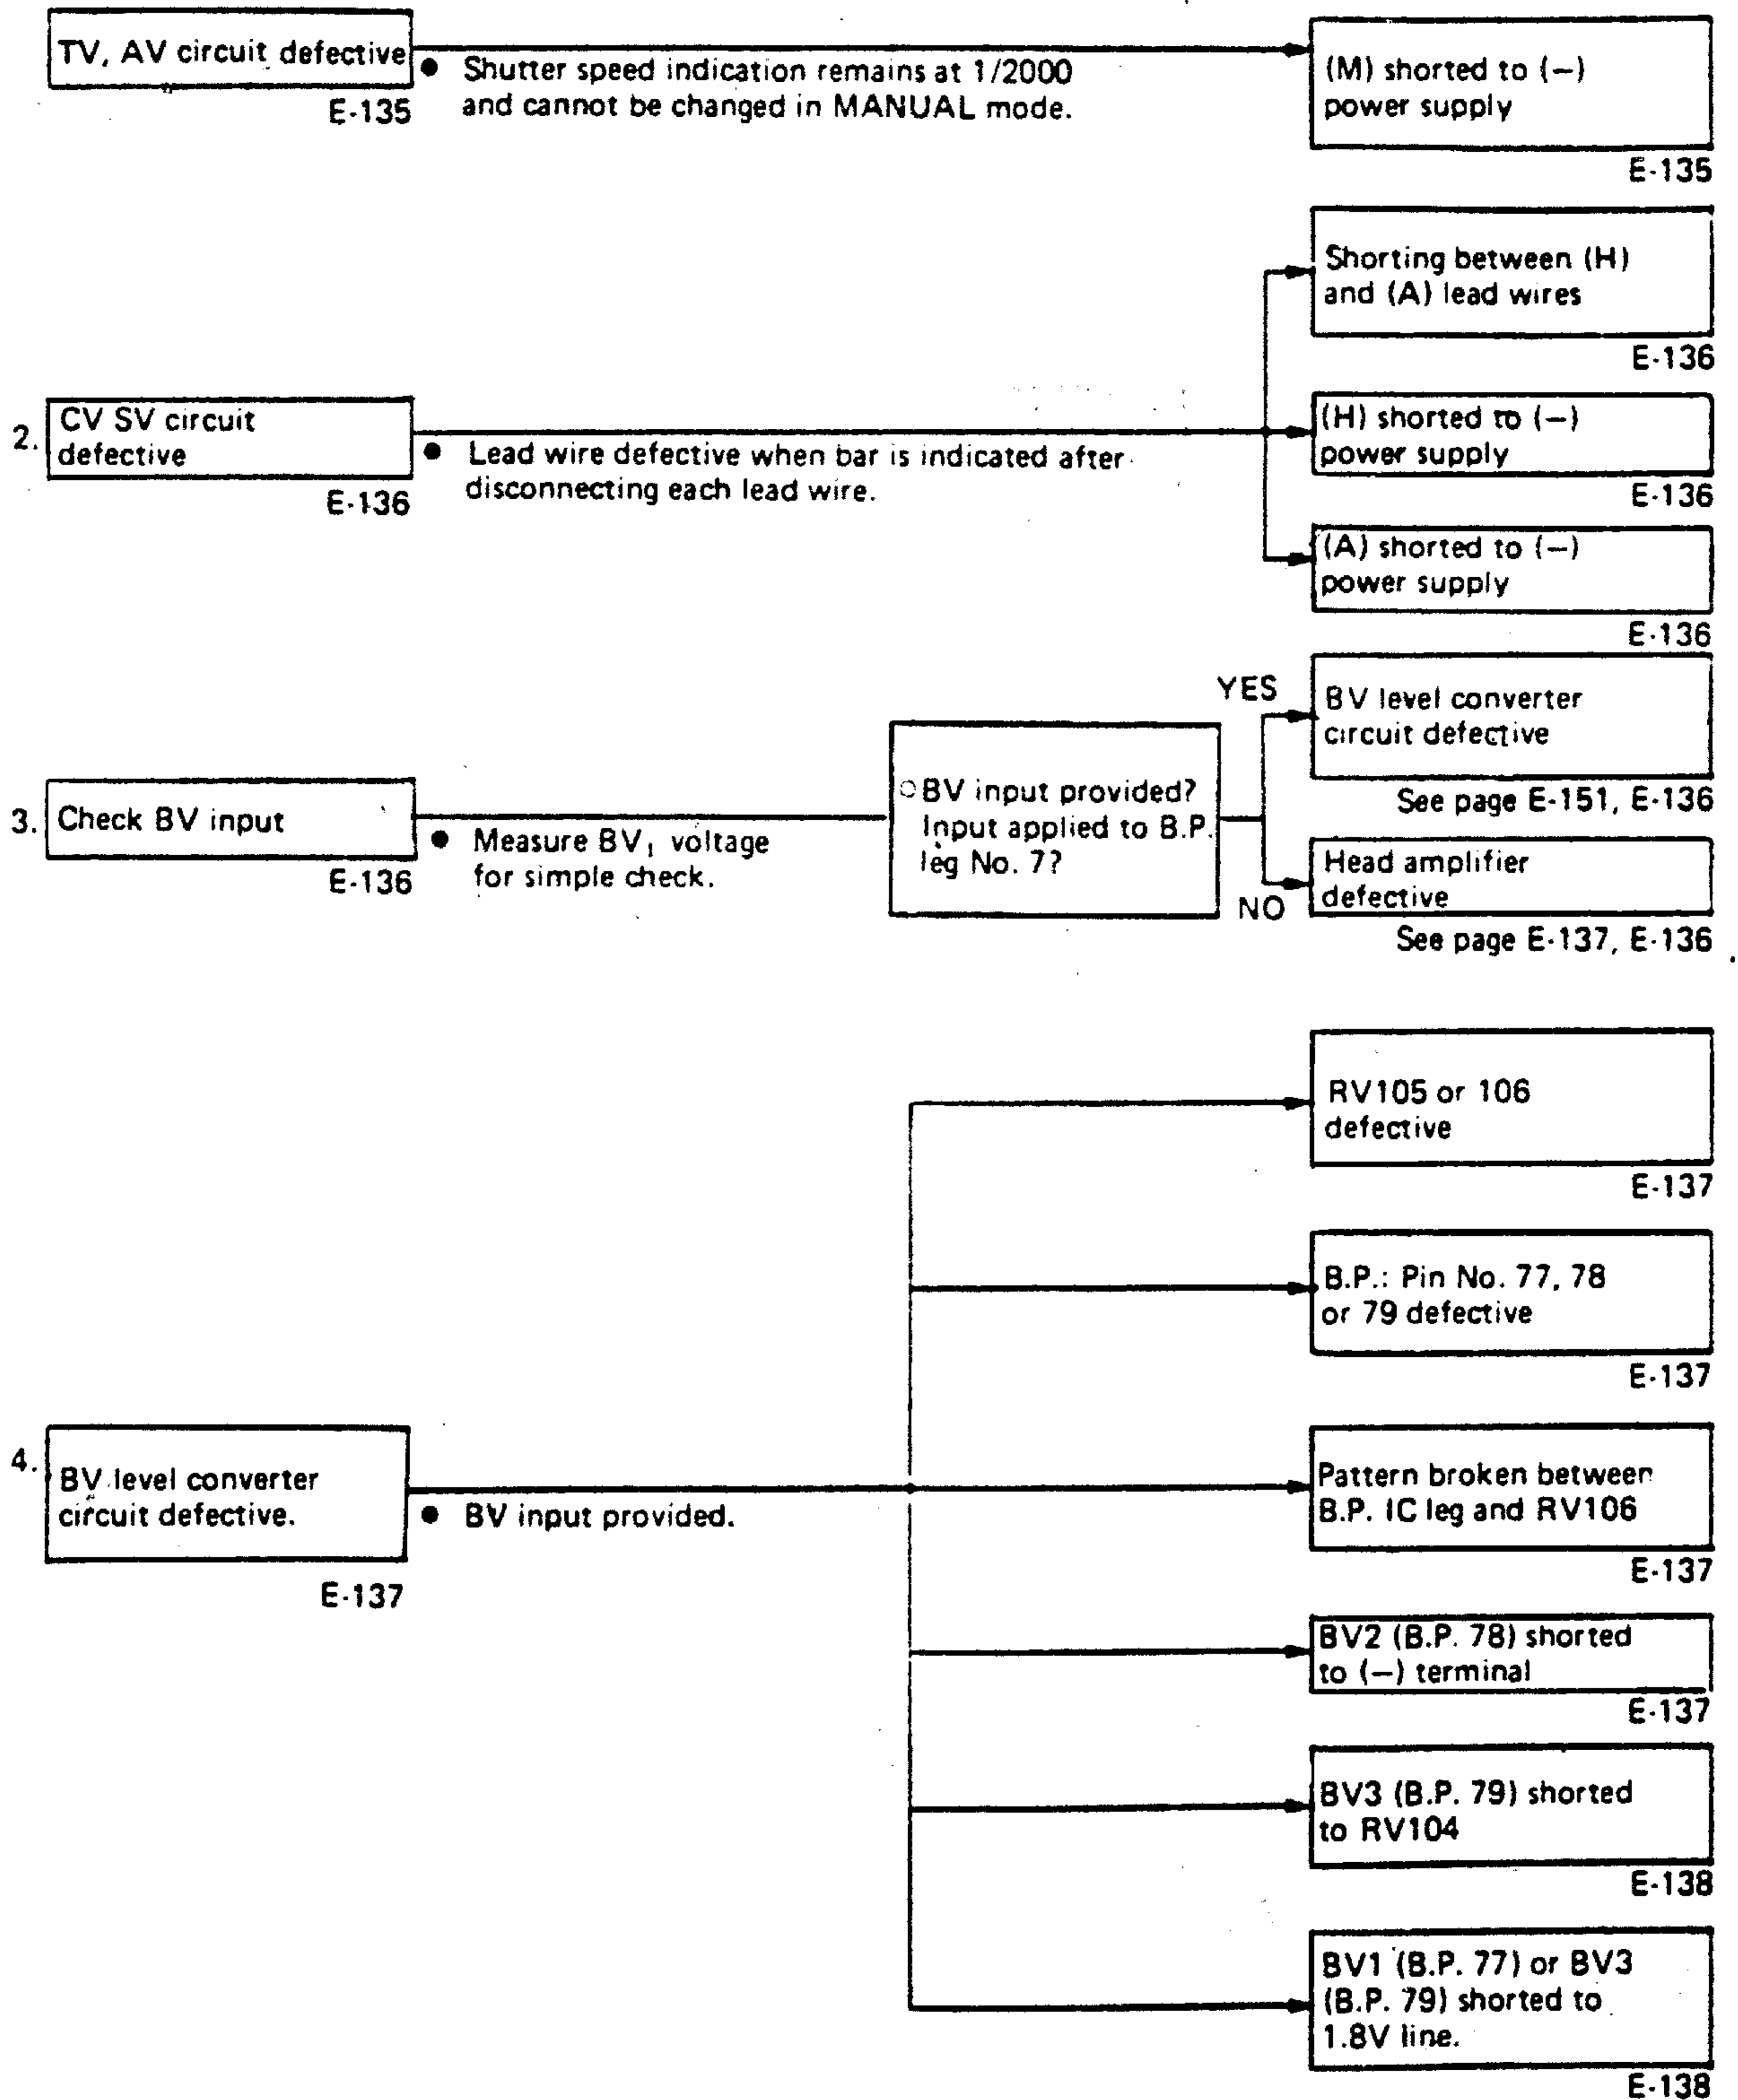 TV, AV circuit defective
E-135
● Shutter speed indication remains at 1/2000
and cannot be changed in MANUAL mode.
(M) shorted to (−)
power supply
E-135
Shorting between (H)
and (A) lead wires
E-136
2.
CV SV circuit
defective
E-136
● Lead wire defective when bar is indicated after
disconnecting each lead wire.
(H) shorted to (−)
power supply
E-136
(A) shorted to (−)
power supply
E-136
3.
Check BV input
E-136
● Measure BV₁ voltage
for simple check.
○ BV input provided?
Input applied to B.P.
leg No. 7?
YES
BV level converter
circuit defective
See page E-151, E-136
NO
Head amplifier
defective
See page E-137, E-136
RV105 or 106
defective
E-137
B.P.: Pin No. 77, 78
or 79 defective
E-137
4.
BV level converter
circuit defective.
E-137
● BV input provided.
Pattern broken between
B.P. IC leg and RV106
E-137
BV2 (B.P. 78) shorted
to (−) terminal
E-137
BV3 (B.P. 79) shorted
to RV104
E-138
BV1 (B.P. 77) or BV3
(B.P. 79) shorted to
1.8V line.
E-138